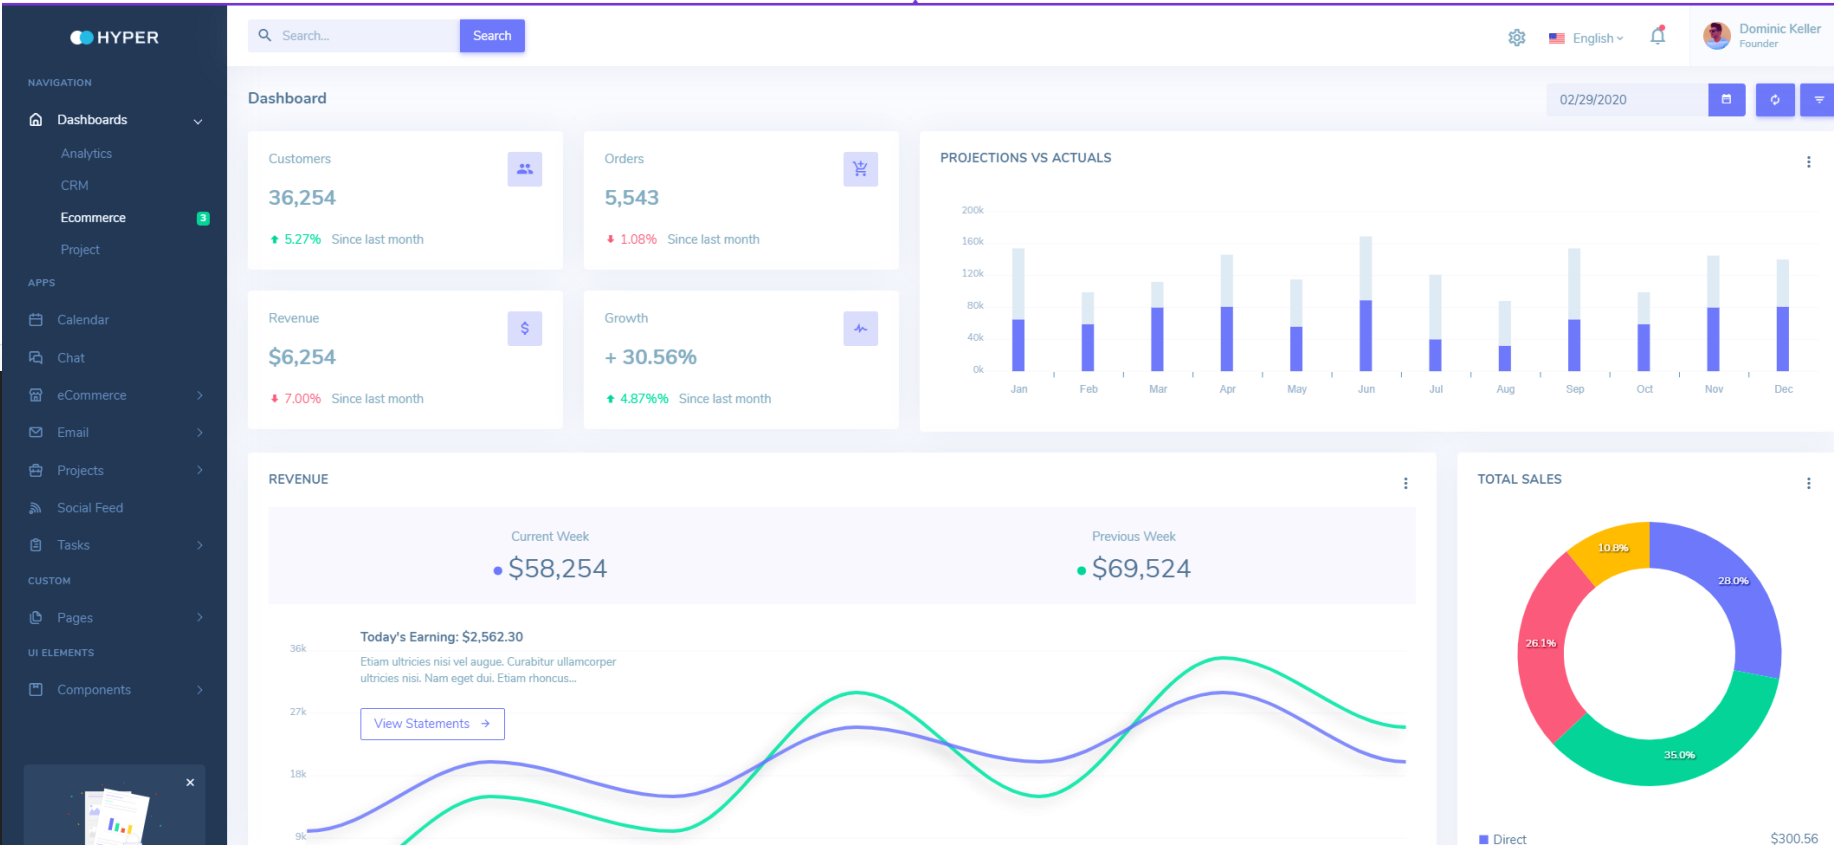 HYPER
Search...
Search
English
Dominic Keller
Founder
NAVIGATION
Dashboards
Analytics
CRM
Ecommerce 3
Project
APPS
Calendar
Chat
eCommerce
Email
Projects
Social Feed
Tasks
CUSTOM
Pages
UI ELEMENTS
Components
Dashboard
02/29/2020
Customers
36,254
5.27% Since last month
Orders
5,543
1.08% Since last month
Revenue
$6,254
7.00% Since last month
Growth
+ 30.56%
4.87%% Since last month
PROJECTIONS VS ACTUALS
200k
160k
120k
80k
40k
0k
Jan Feb Mar Apr May Jun Jul Aug Sep Oct Nov Dec
REVENUE
Current Week
$58,254
Previous Week
$69,524
Today's Earning: $2,562.30
Etiam ultricies nisi vel augue. Curabitur ullamcorper
ultricies nisi. Nam eget dui. Etiam rhoncus...
View Statements
36k
27k
18k
9k
TOTAL SALES
10.8%
28.0%
26.1%
35.0%
Direct $300.56